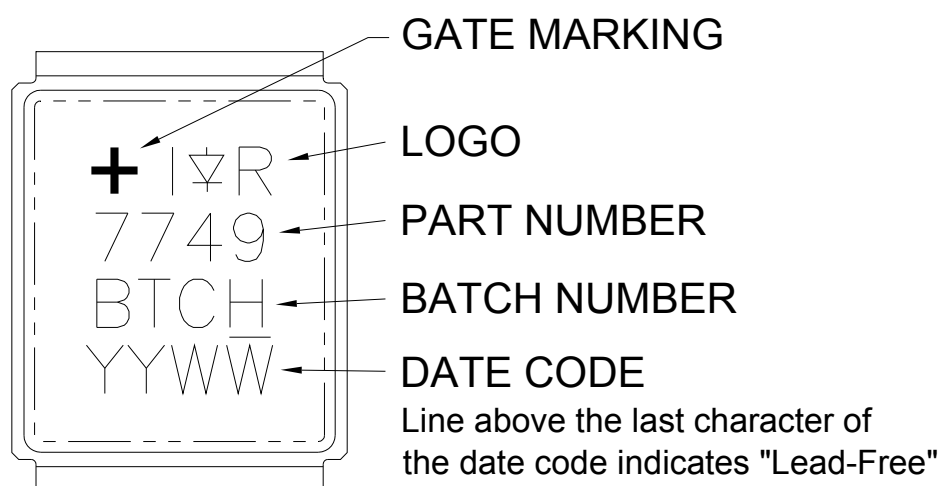 GATE MARKING
+ I R
LOGO
7749
PART NUMBER
BTCH
BATCH NUMBER
YYWW̅
DATE CODE
Line above the last character of
the date code indicates "Lead-Free"